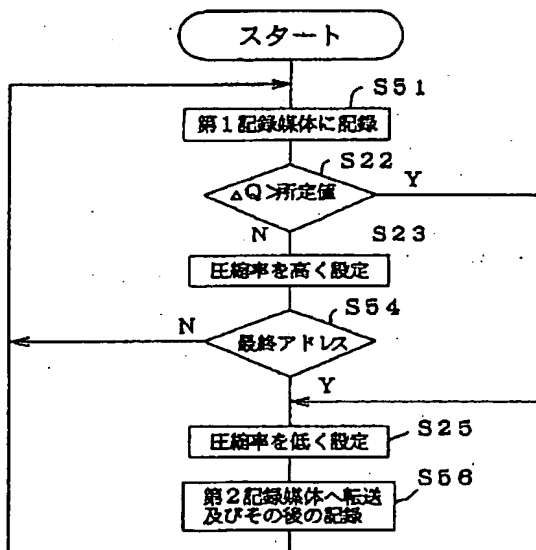 スタート
S51
第1記録媒体に記録
S22
△Q>所定値
Y
N
S23
圧縮率を高く設定
S54
N
最終アドレス
Y
圧縮率を低く設定
S25
第2記録媒体へ転送
及びその後の記録
S56